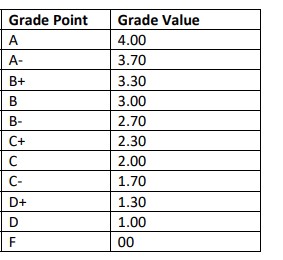 Grade Point Grade Value
A 4.00
A- 3.70
B+ 3.30
B 3.00
B- 2.70
C+ 2.30
C 2.00
C- 1.70
D+ 1.30
D 1.00
F 00